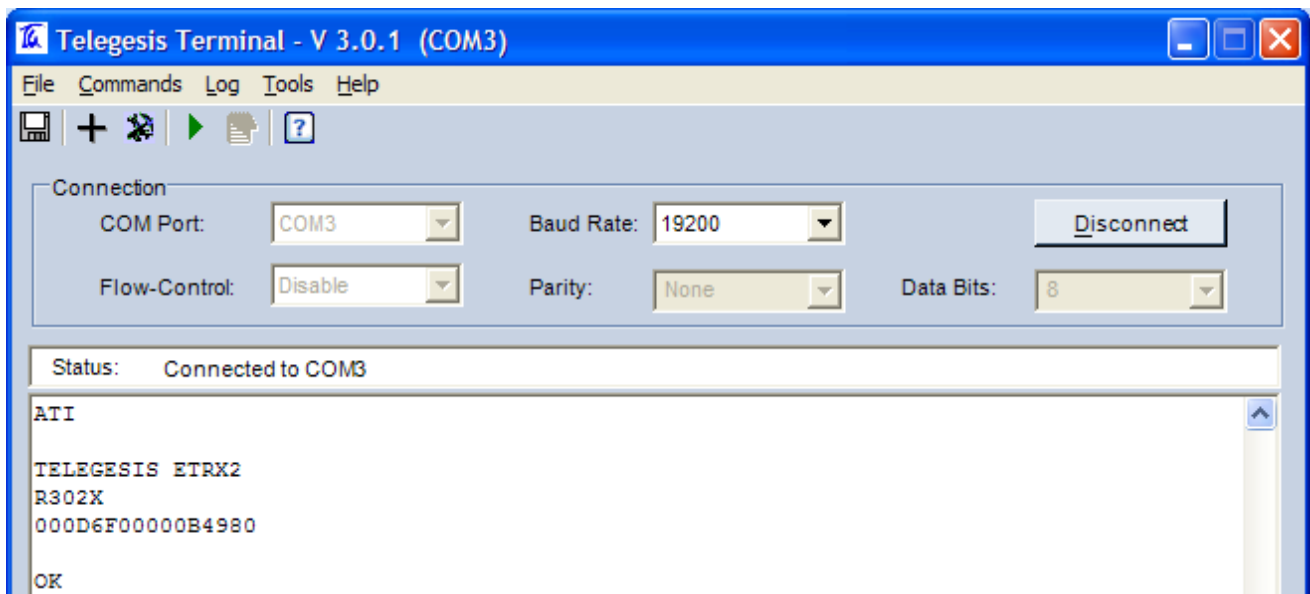 Telegesis Terminal - V 3.0.1 (COM3)
File Commands Log Tools Help
Connection
COM Port: COM3 Baud Rate: 19200 Disconnect
Flow-Control: Disable Parity: None Data Bits: 8
Status: Connected to COM3
ATI
TELEGESIS ETRX2
R302X
000D6F00000B4980
OK